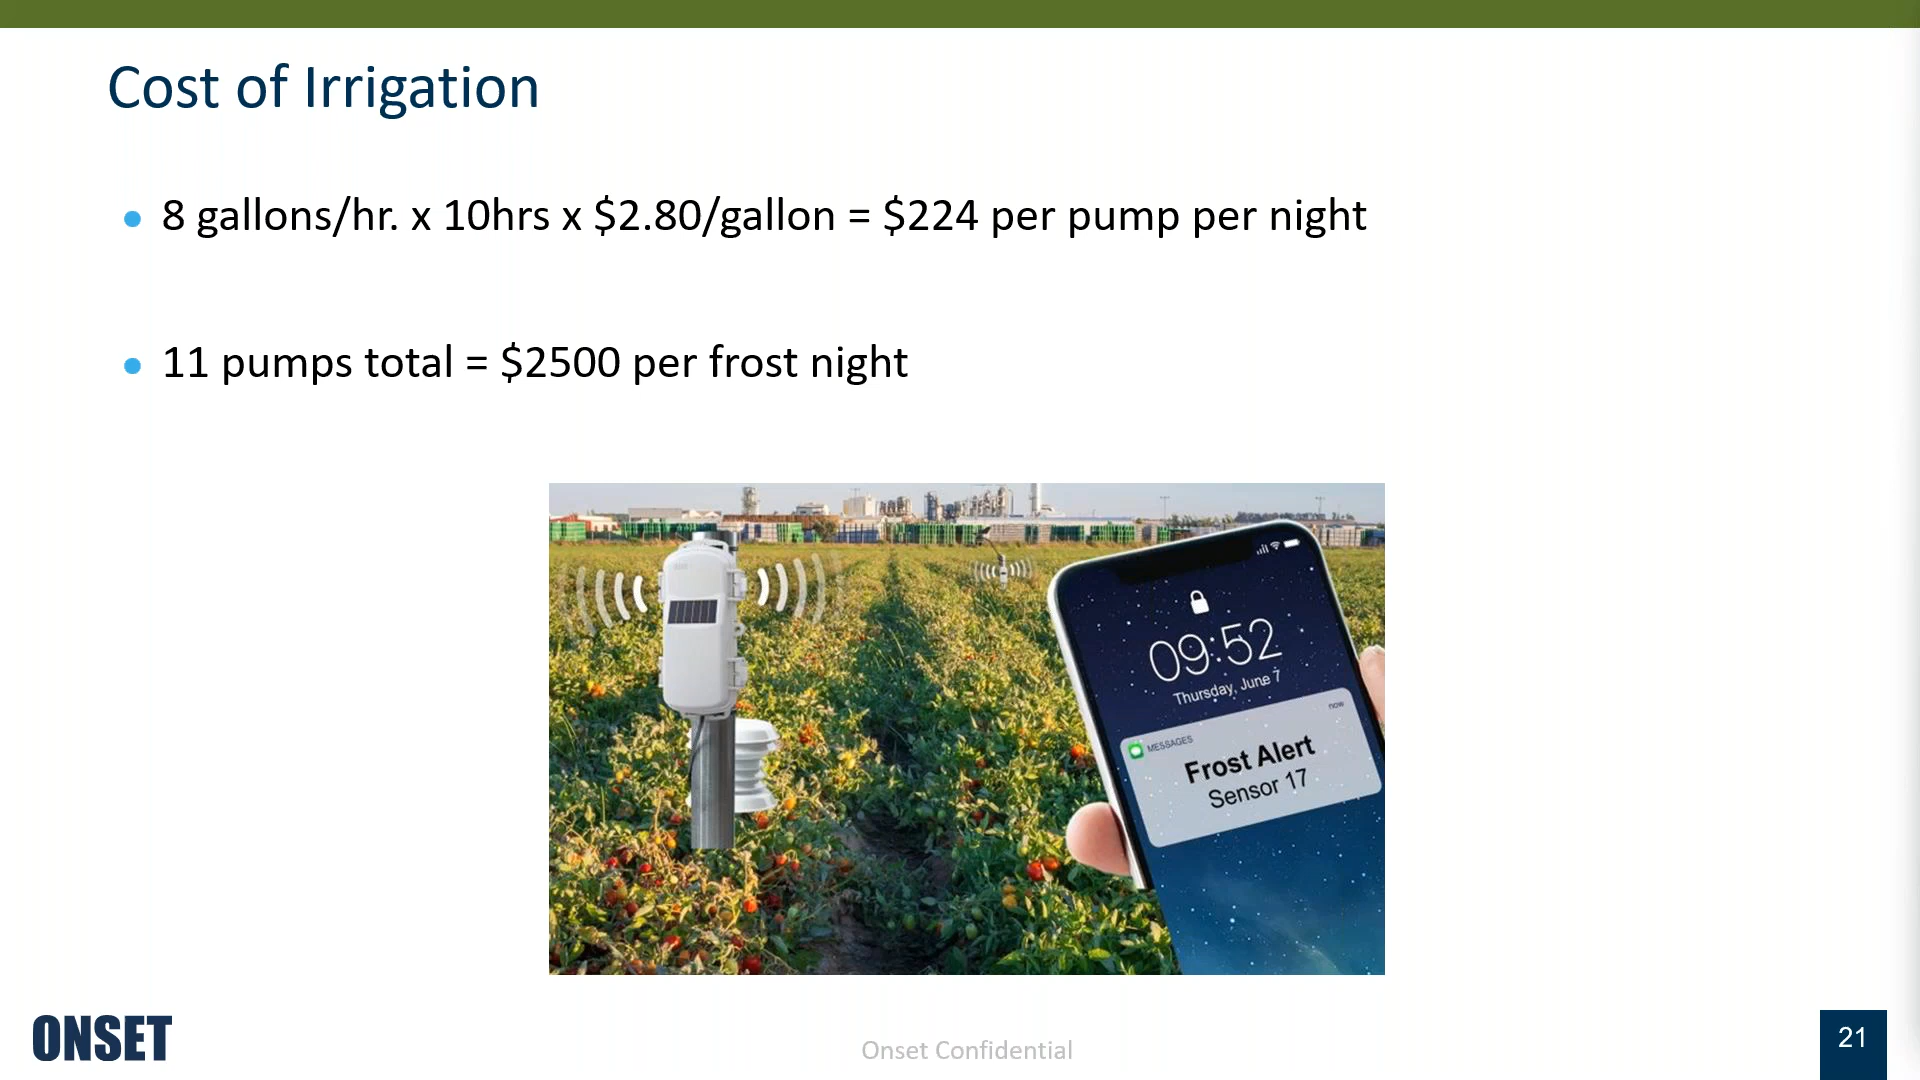 Cost of Irrigation
8 gallons/hr. x 10hrs x $2.80/gallon = $224 per pump per night
11 pumps total = $2500 per frost night
09:52
Thursday, June 7
now
MESSAGES
Frost Alert
Sensor 17
ONSET
Onset Confidential
21